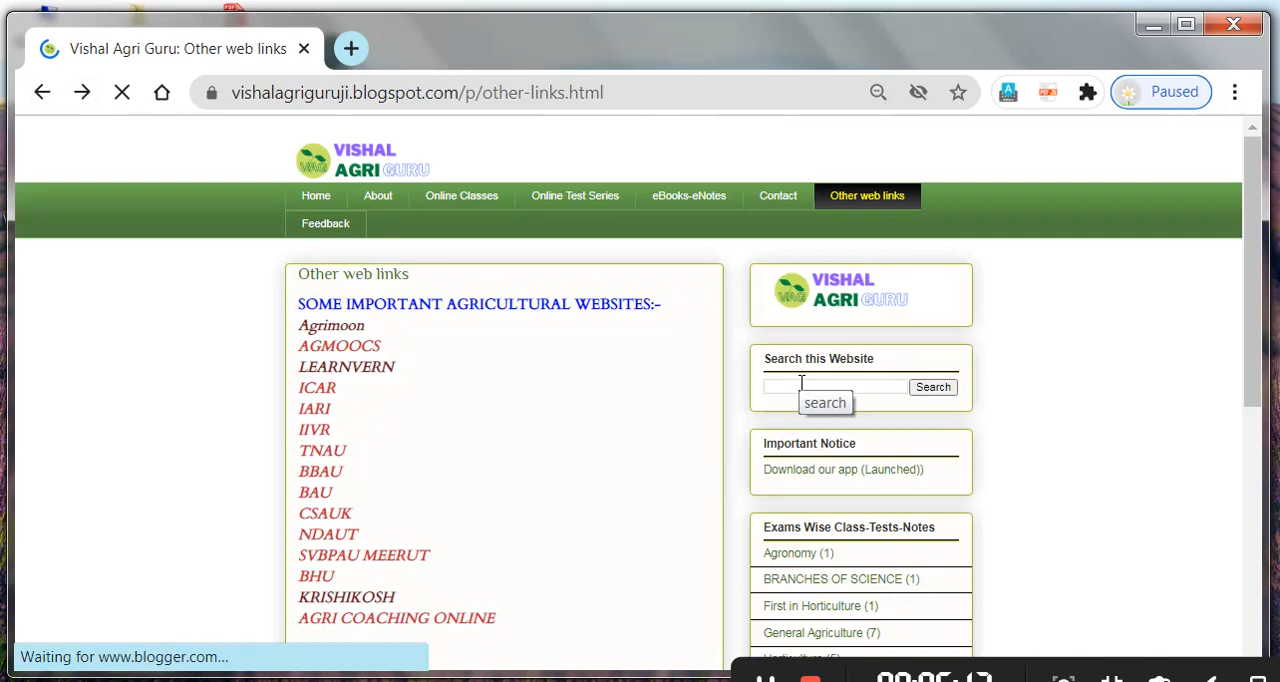 Vishal Agri Guru: Other web links
vishalagriguruji.blogspot.com/p/other-links.html
Paused
VISHAL
VAG AGRI GURU
Home About Online Classes Online Test Series eBooks-eNotes Contact Other web links
Feedback
Other web links
SOME IMPORTANT AGRICULTURAL WEBSITES:-
Agrimoon
AGMOOCS
LEARNVERN
ICAR
IARI
IIVR
TNAU
BBAU
BAU
CSAUK
NDAUT
SVBPAU MEERUT
BHU
KRISHIKOSH
AGRI COACHING ONLINE
VISHAL
VAG AGRI GURU
Search this Website
Search
search
Important Notice
Download our app (Launched))
Exams Wise Class-Tests-Notes
Agronomy (1)
BRANCHES OF SCIENCE (1)
First in Horticulture (1)
General Agriculture (7)
Waiting for www.blogger.com...